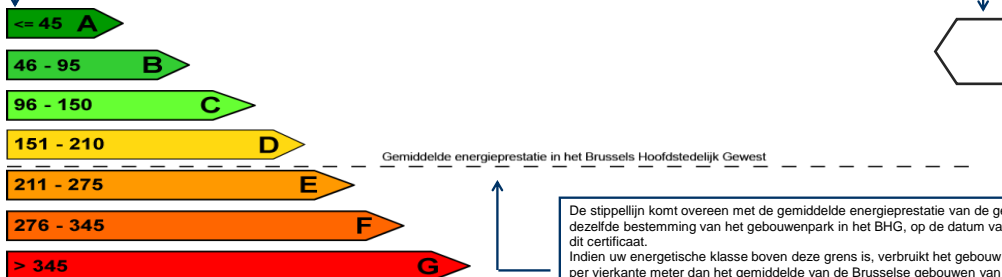 <= 45 A
46 - 95 B
96 - 150 C
151 - 210 D
Gemiddelde energieprestatie in het Brussels Hoofdstedelijk Gewest
211 - 275 E
276 - 345 F
> 345 G
De stippellijn komt overeen met de gemiddelde energieprestatie van de
dezelfde bestemming van het gebouwenpark in het BHG, op de datum
dit certificaat.
Indien uw energetische klasse boven deze grens is, verbruikt het gebouw
per vierkante meter dan het gemiddelde van de Brusselse gebouwen van